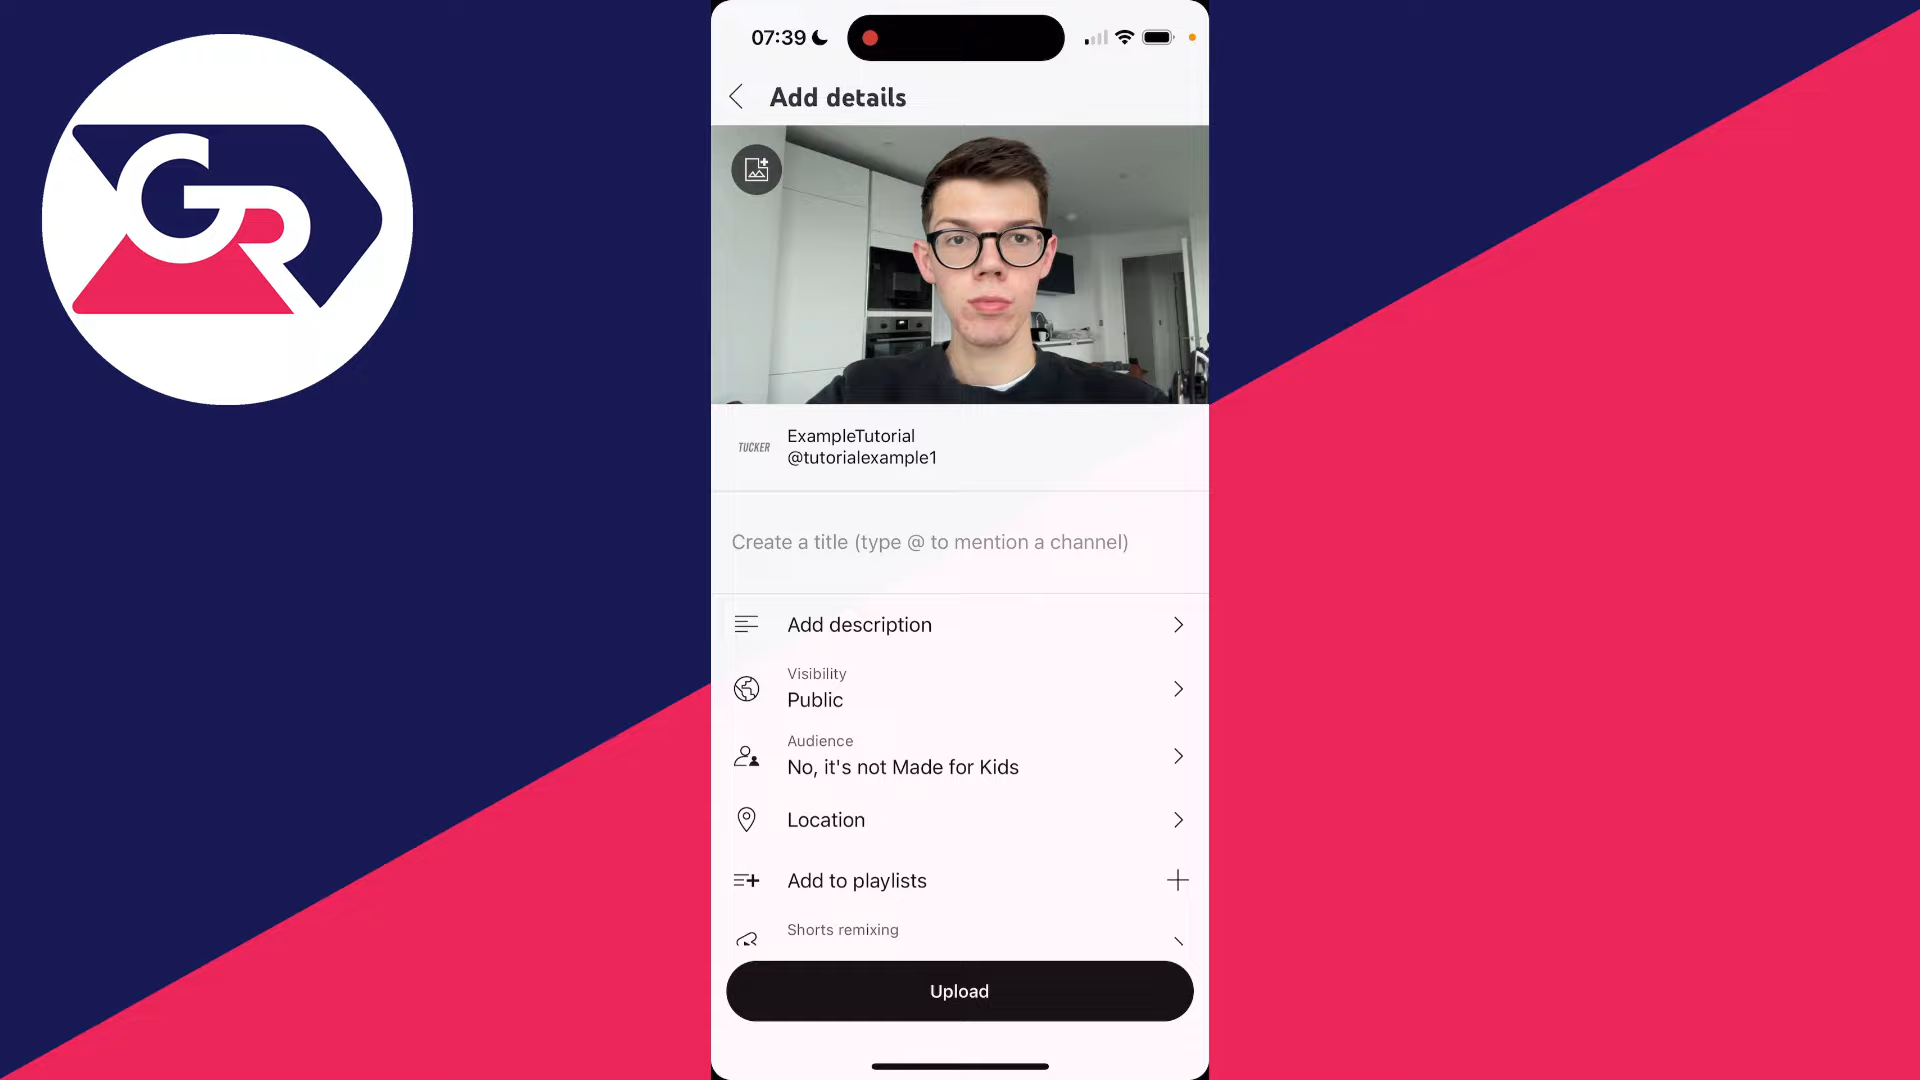 GR
07:39
Add details
TUCKER
ExampleTutorial
@tutorialexample1
Create a title (type @ to mention a channel)
Add description
Visibility
Public
Audience
No, it's not Made for Kids
Location
Add to playlists
Shorts remixing
Upload